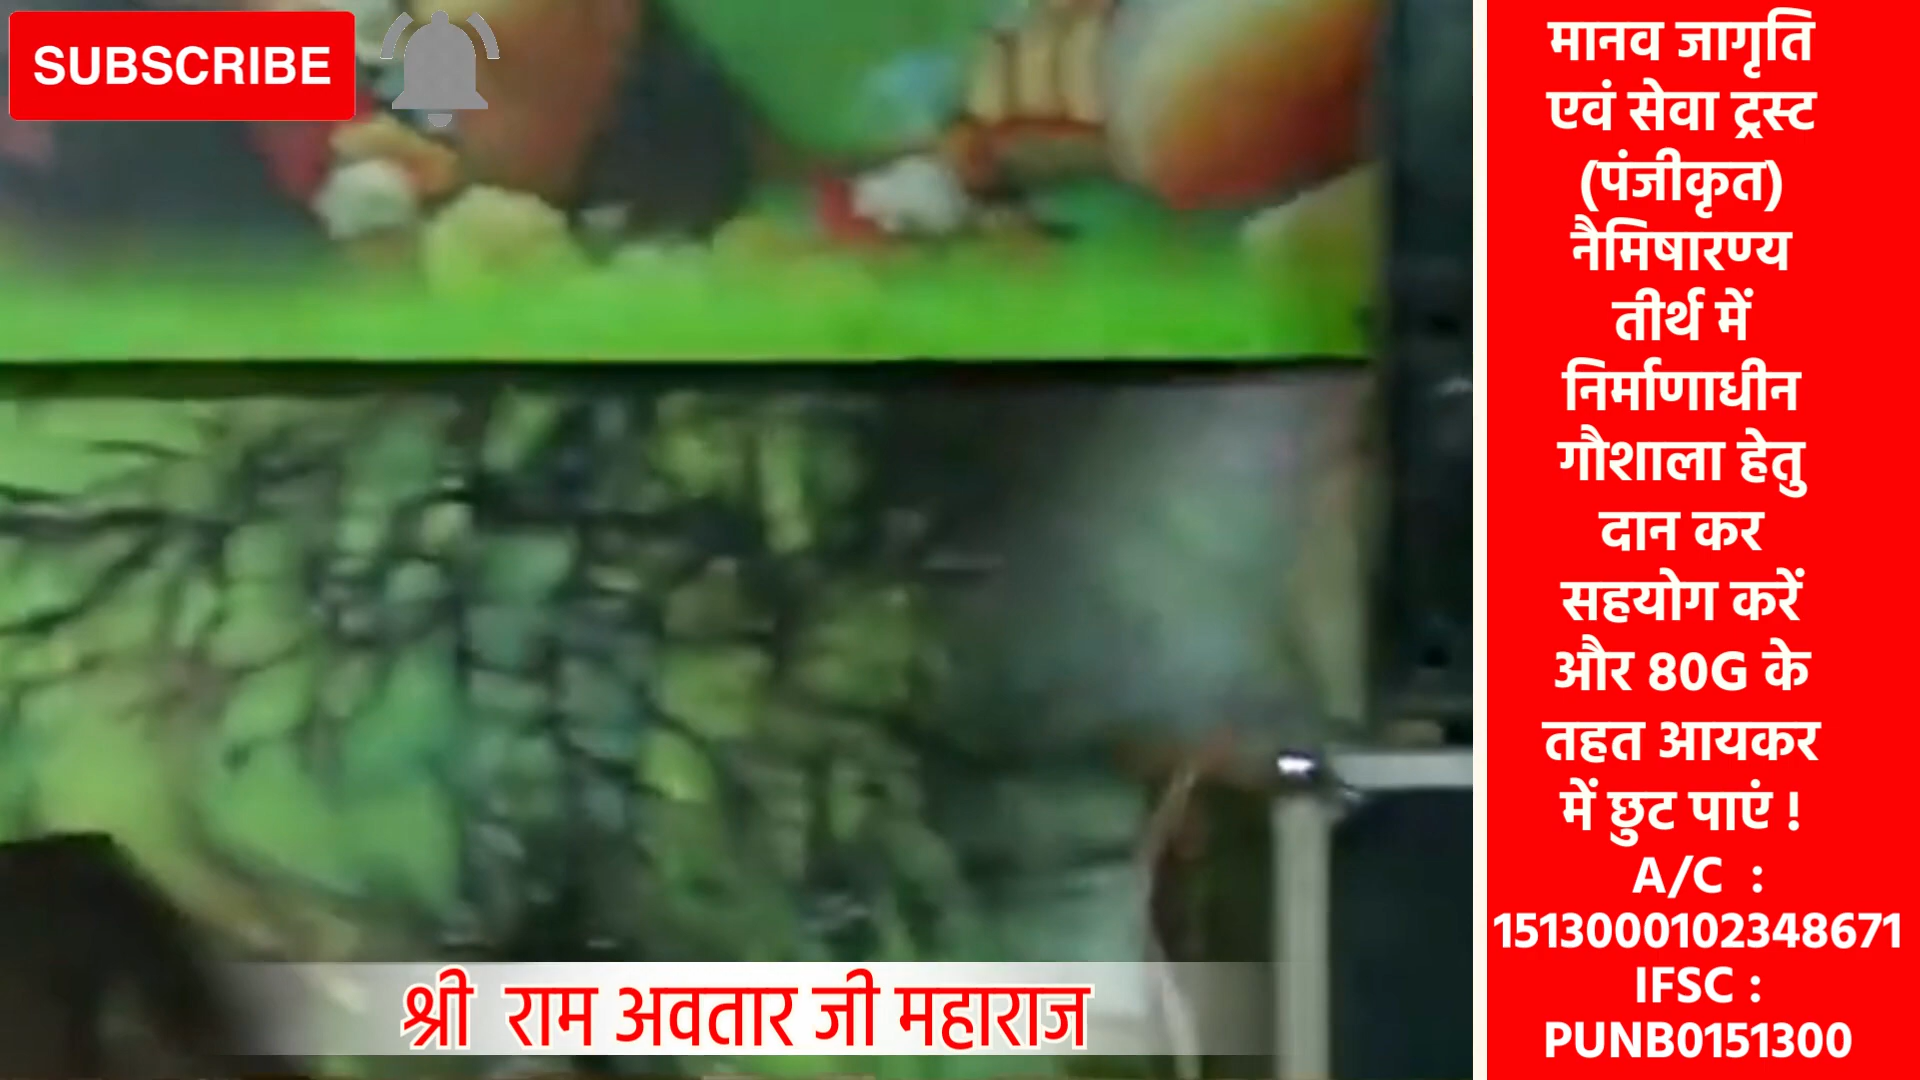 SUBSCRIBE
मानव जागृति
एवं सेवा ट्रस्ट
(पंजीकृत)
नैमिषारण्य
तीर्थ में
निर्माणाधीन
गौशाला हेतु
दान कर
सहयोग करें
और 80G के
तहत आयकर
में छुट पाएं !
A/C :
1513000102348671
IFSC :
PUNB0151300
श्री राम अवतार जी महाराज